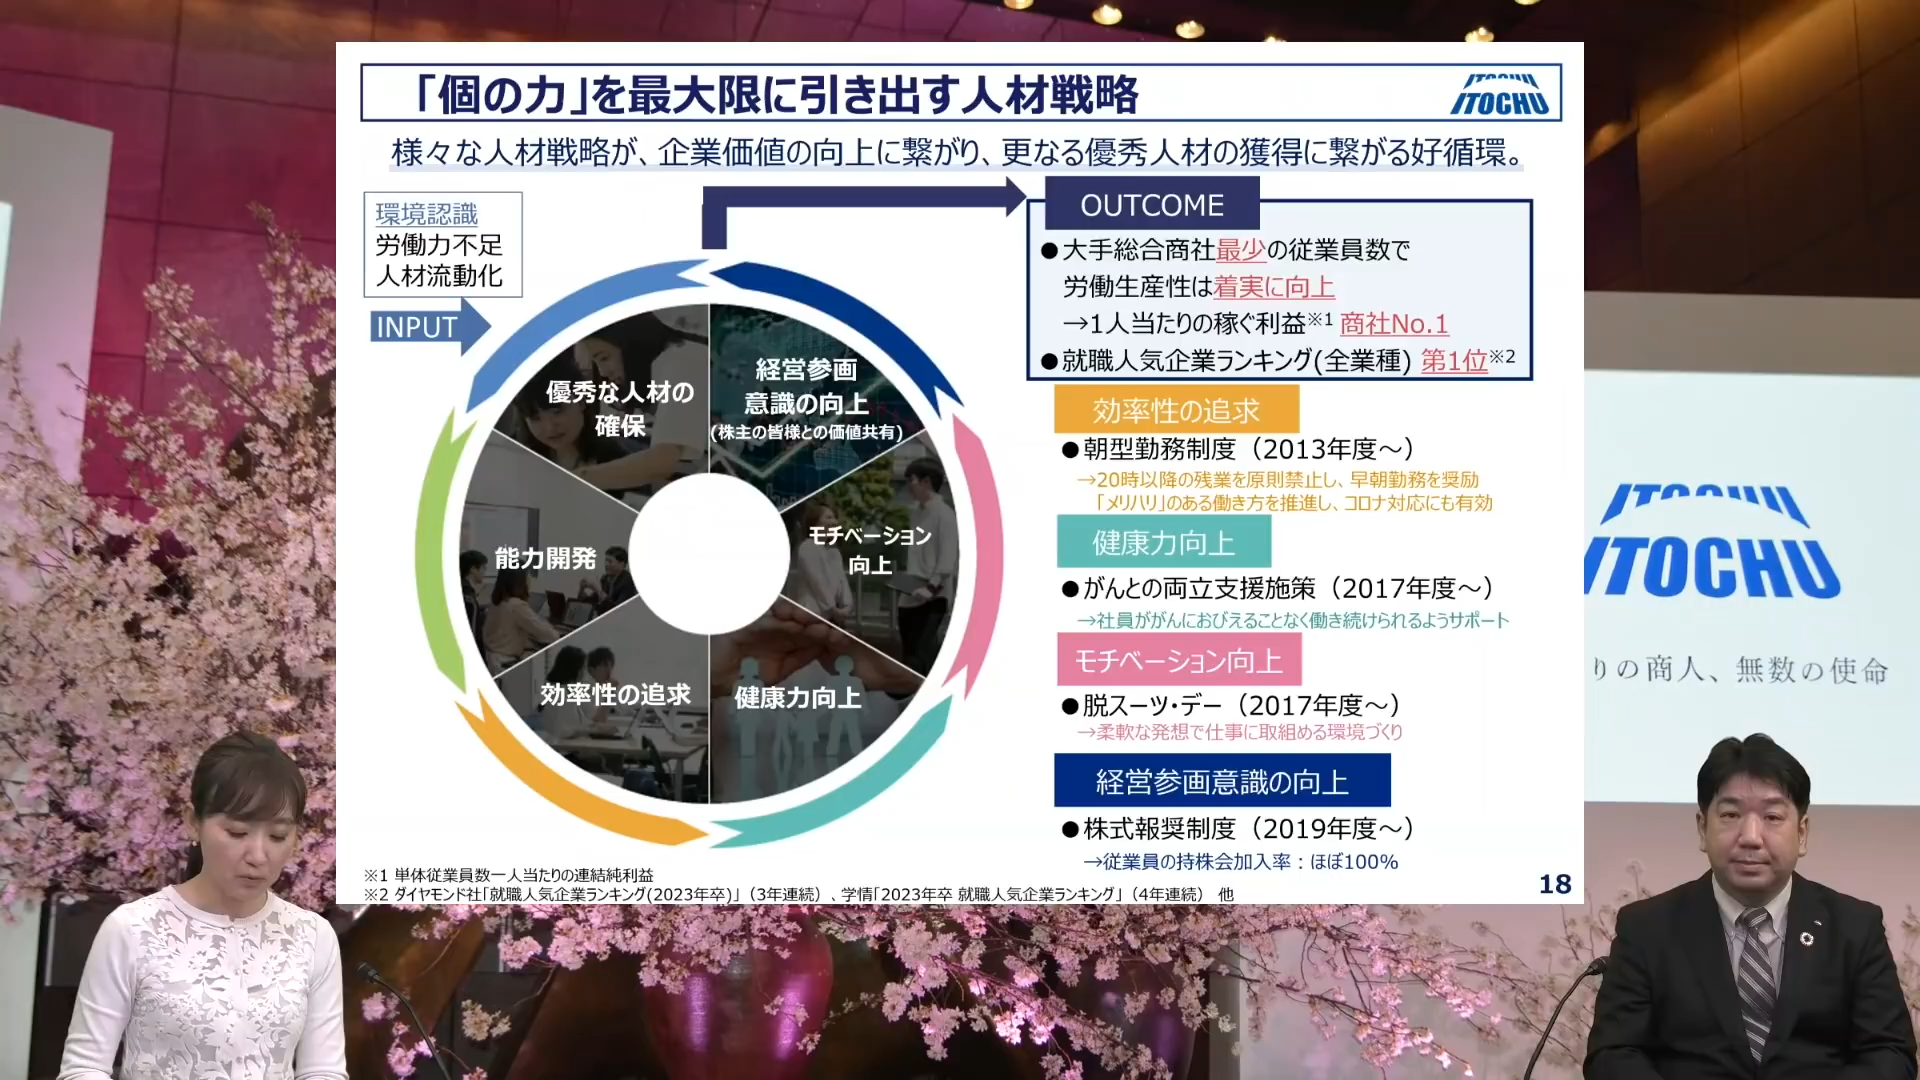 「個の力」を最大限に引き出す人材戦略
ITOCHU
ITOCHU
様々な人材戦略が、企業価値の向上に繋がり、更なる優秀人材の獲得に繋がる好循環。
環境認識
労働力不足
人材流動化
INPUT
優秀な人材の
確保
経営参画
意識の向上
(株主の皆様との価値共有)
能力開発
モチベーション
向上
効率性の追求
健康力向上
OUTCOME
●大手総合商社最少の従業員数で
労働生産性は着実に向上
→1人当たりの稼ぐ利益※1 商社No.1
●就職人気企業ランキング(全業種) 第1位※2
効率性の追求
●朝型勤務制度（2013年度～）
→20時以降の残業を原則禁止し、早朝勤務を奨励
「メリハリ」のある働き方を推進し、コロナ対応にも有効
健康力向上
●がんとの両立支援施策（2017年度～）
→社員ががんにおびえることなく働き続けられるようサポート
モチベーション向上
●脱スーツ・デー（2017年度～）
→柔軟な発想で仕事に取組める環境づくり
経営参画意識の向上
●株式報奨制度（2019年度～）
→従業員の持株会加入率：ほぼ100%
※1 単体従業員数一人当たりの連結純利益
※2 ダイヤモンド社「就職人気企業ランキング(2023年卒)」（3年連続）、学情「2023年卒 就職人気企業ランキング」（4年連続） 他
18
ITOCHU
ITOCHU
りの商人、無数の使命